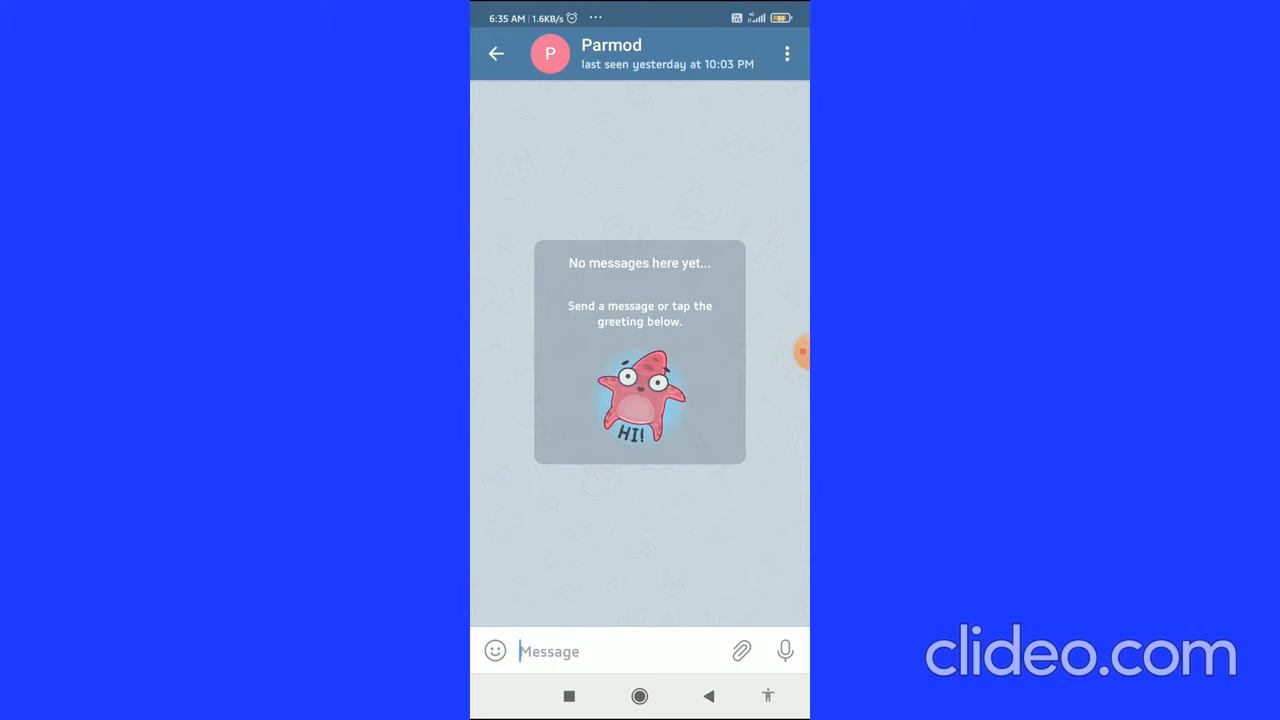 6:35 AM | 1.6KB/s
Parmod
last seen yesterday at 10:03 PM
No messages here yet...
Send a message or tap the
greeting below.
HI!
Message
clideo.com